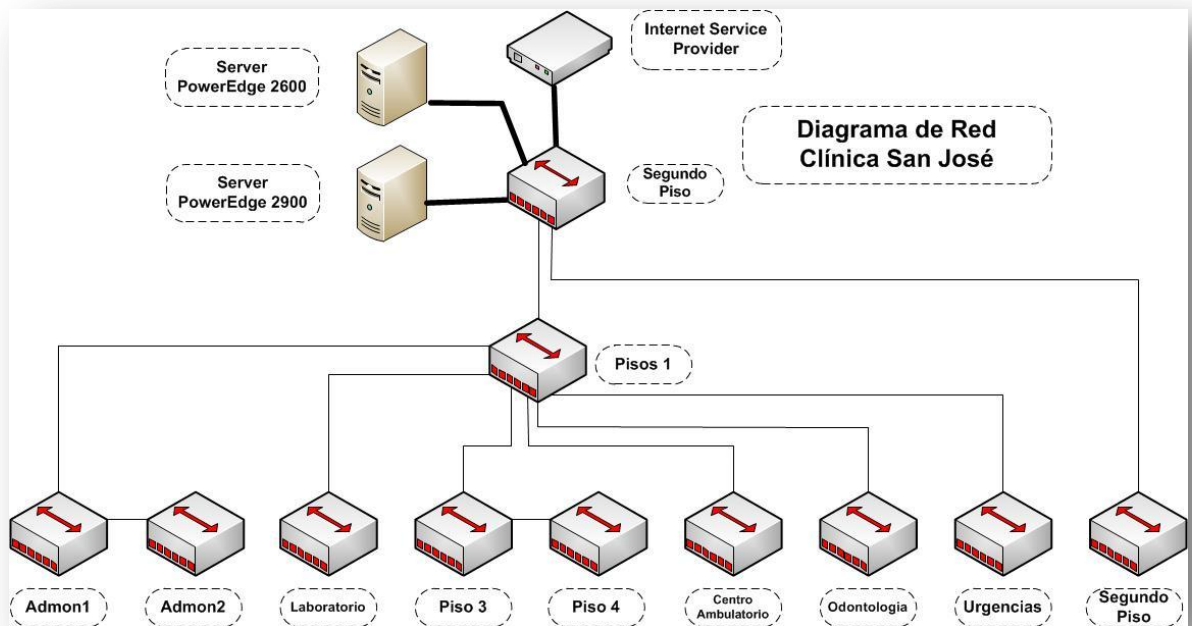 Server
PowerEdge 2600
Internet Service
Provider
Diagrama de Red
Clínica San José
Server
PowerEdge 2900
Segundo
Piso
Pisos 1
Admon1
Admon2
Laboratorio
Piso 3
Piso 4
Centro
Ambulatorio
Odontologia
Urgencias
Segundo
Piso